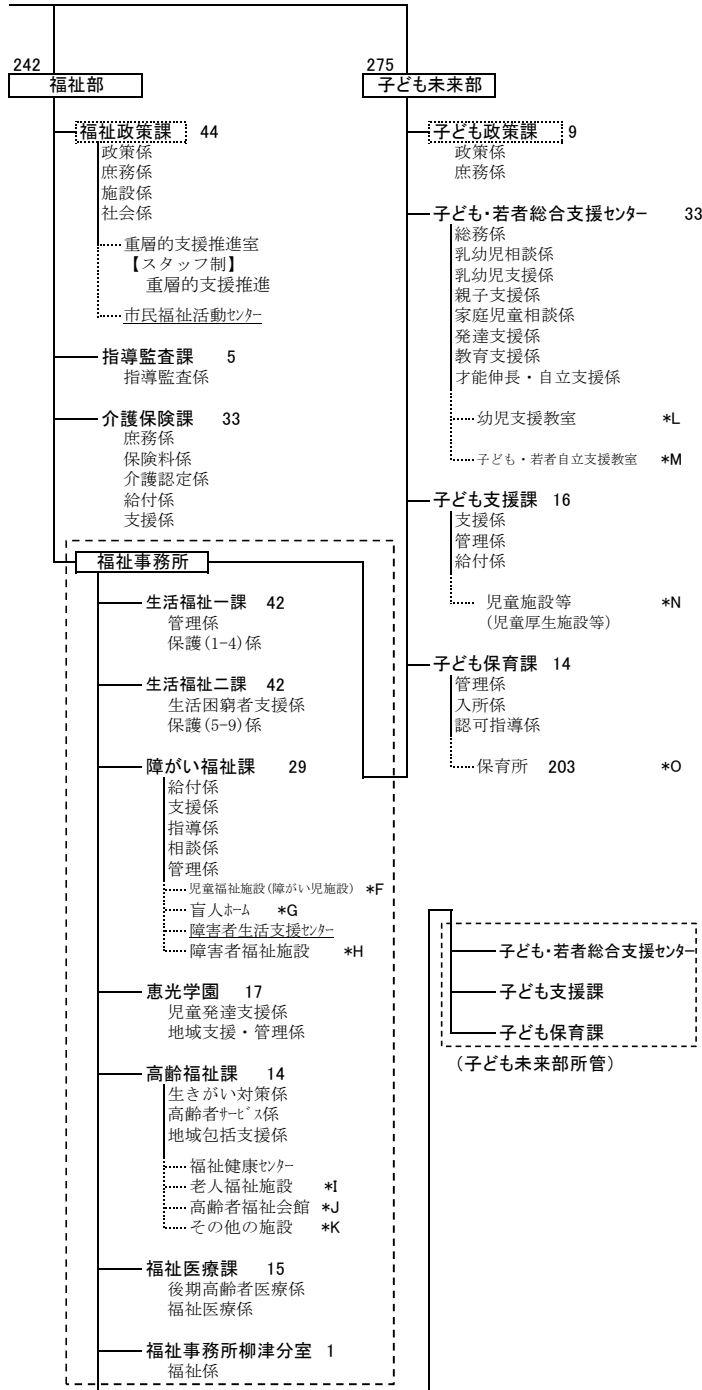 242
福祉部
福祉政策課 44
政策係
庶務係
施設係
社会係
重層的支援推進室
【スタッフ制】
重層的支援推進
市民福祉活動ｾﾝﾀｰ
指導監査課 5
指導監査係
介護保険課 33
庶務係
保険料係
介護認定係
給付係
支援係
福祉事務所
生活福祉一課 42
管理係
保護(1-4)係
生活福祉二課 42
生活困窮者支援係
保護(5-9)係
障がい福祉課 29
給付係
支援係
指導係
相談係
管理係
児童福祉施設(障がい児施設) *F
盲人ﾎｰﾑ *G
障害者生活支援ｾﾝﾀｰ
障害者福祉施設 *H
恵光学園 17
児童発達支援係
地域支援・管理係
高齢福祉課 14
生きがい対策係
高齢者ｻｰﾋﾞｽ係
地域包括支援係
福祉健康ｾﾝﾀｰ
老人福祉施設 *I
高齢者福祉会館 *J
その他の施設 *K
福祉医療課 15
後期高齢者医療係
福祉医療係
福祉事務所柳津分室 1
福祉係
275
子ども未来部
子ども政策課 9
政策係
庶務係
子ども・若者総合支援ｾﾝﾀｰ 33
総務係
乳幼児相談係
乳幼児支援係
親子支援係
家庭児童相談係
発達支援係
教育支援係
才能伸長・自立支援係
幼児支援教室 *L
子ども・若者自立支援教室 *M
子ども支援課 16
支援係
管理係
給付係
児童施設等 *N
(児童厚生施設等)
子ども保育課 14
管理係
入所係
認可指導係
保育所 203 *O
子ども・若者総合支援ｾﾝﾀｰ
子ども支援課
子ども保育課
(子ども未来部所管)